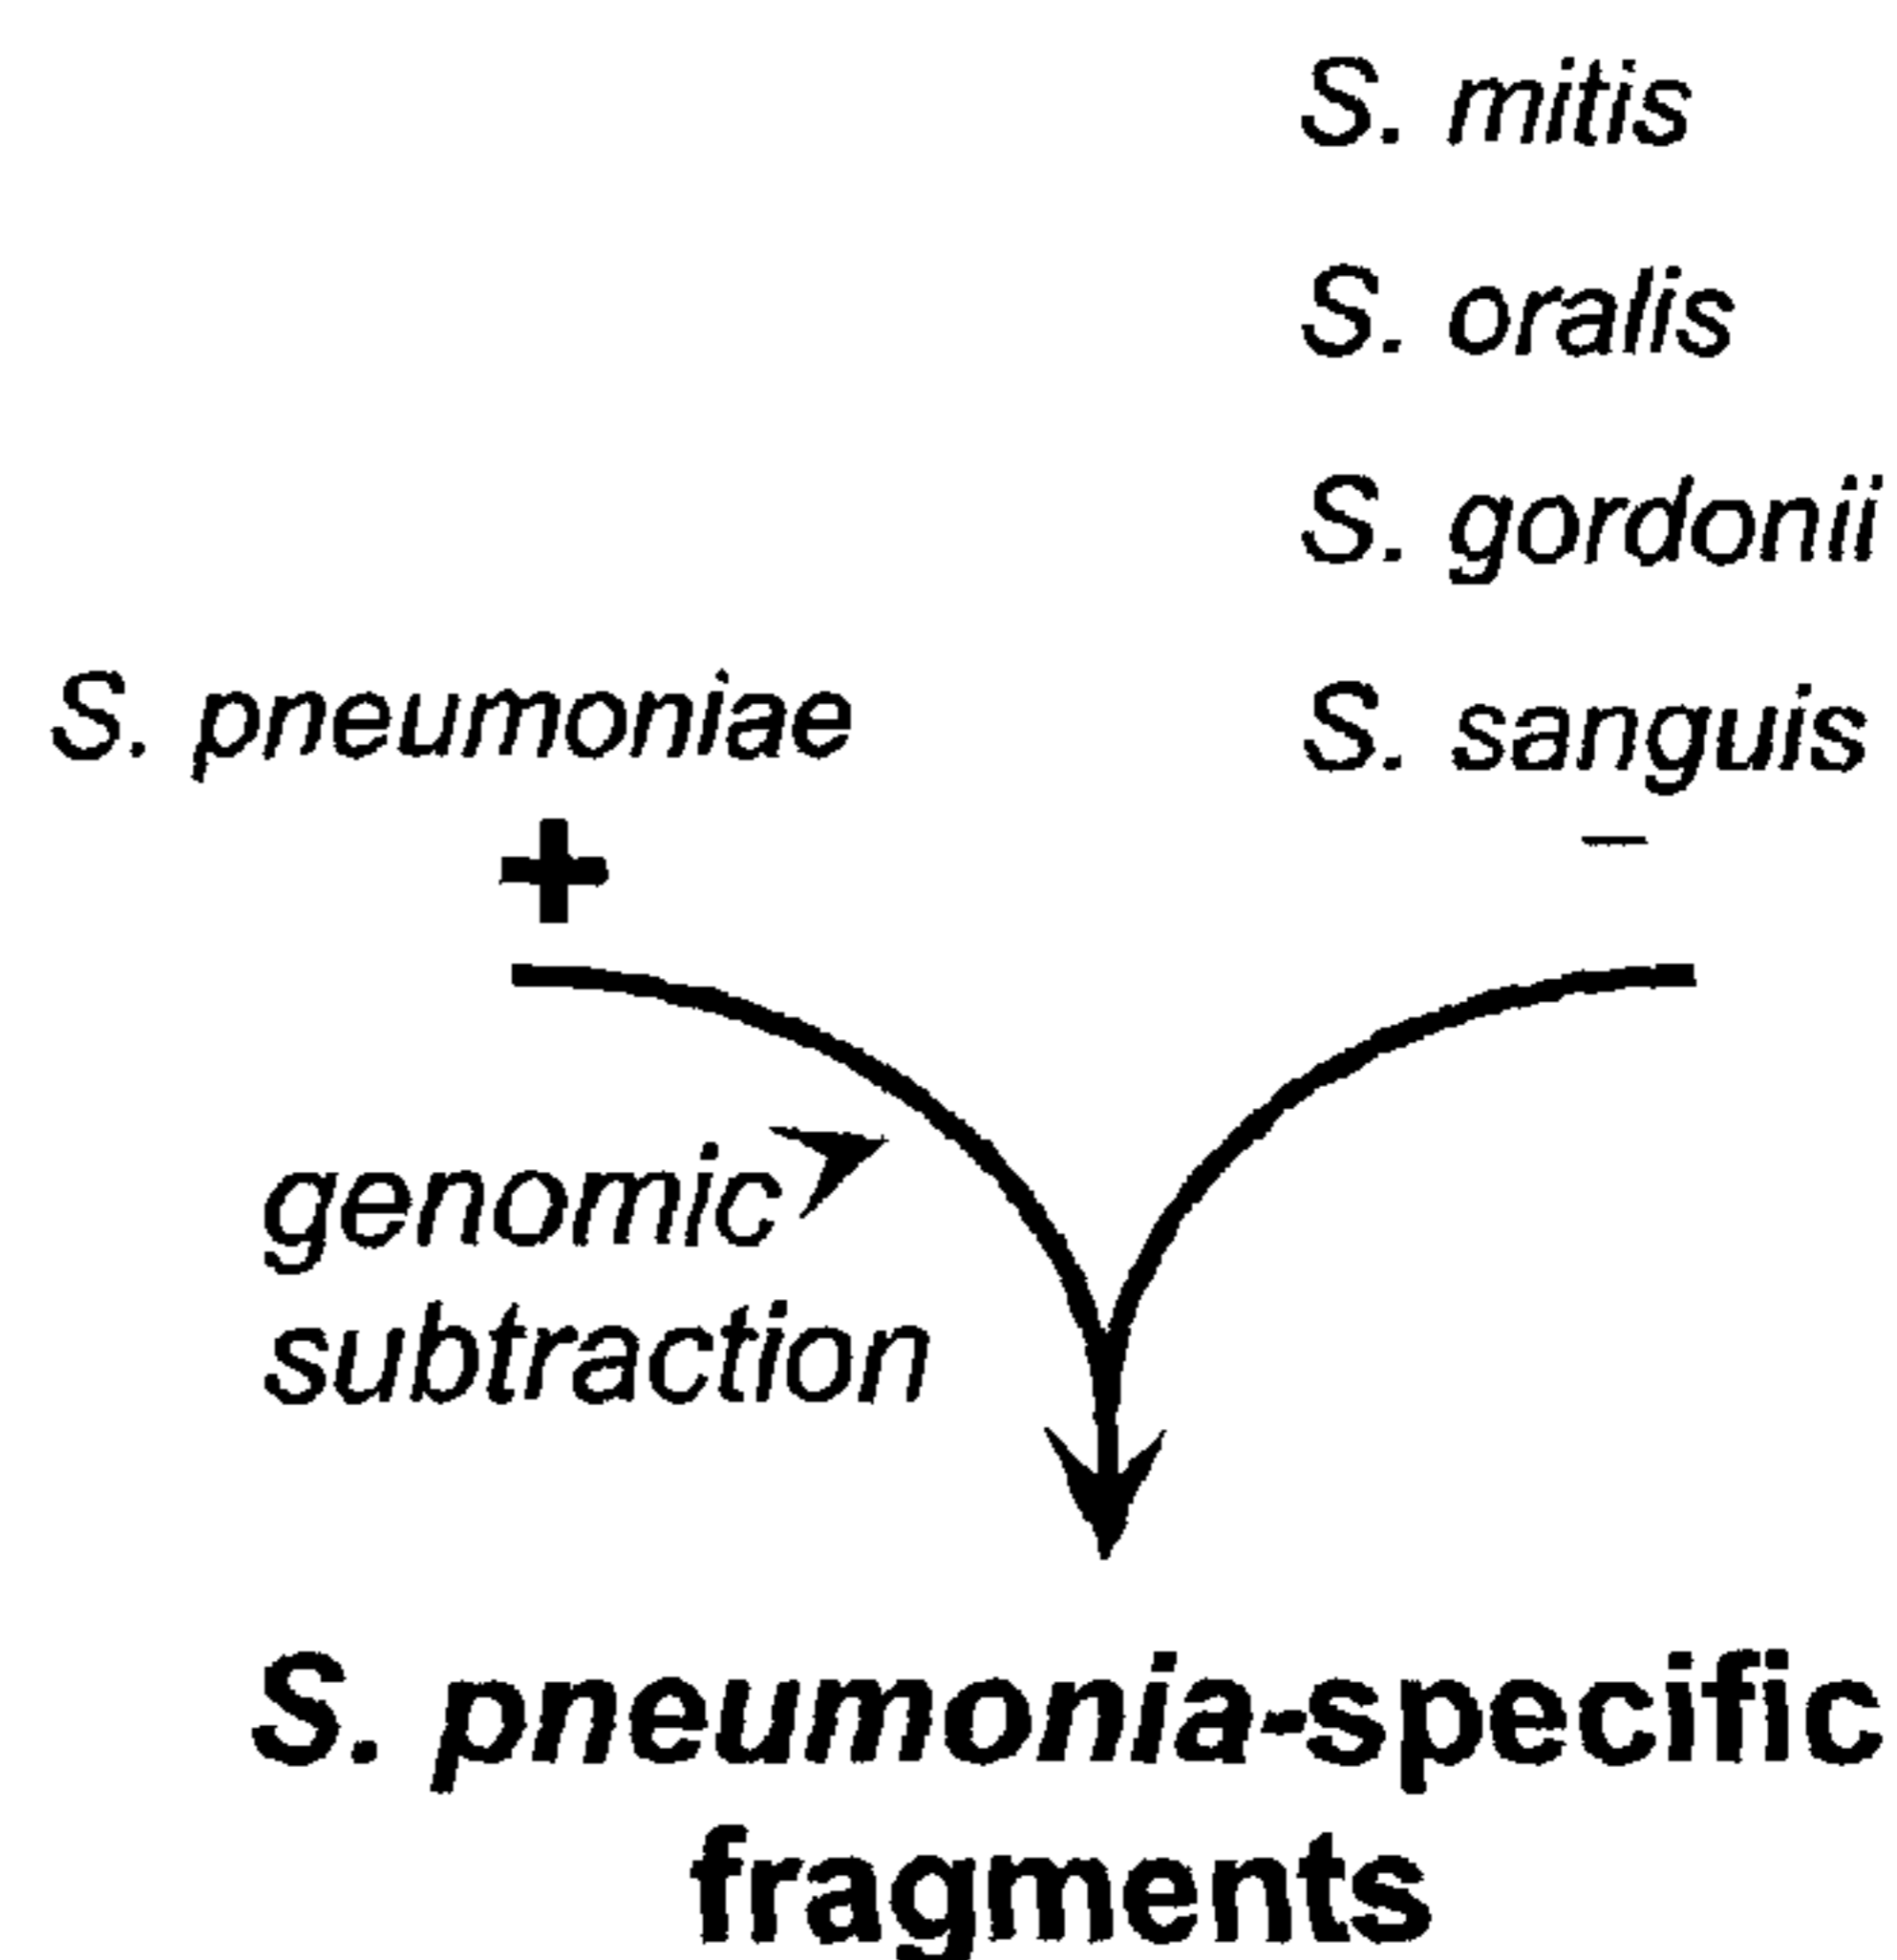 S. mitis
S. oralis
S. gordonii
S. pneumoniae
S. sanguis
+
−
genomic
subtraction
S. pneumonia-specific
fragments